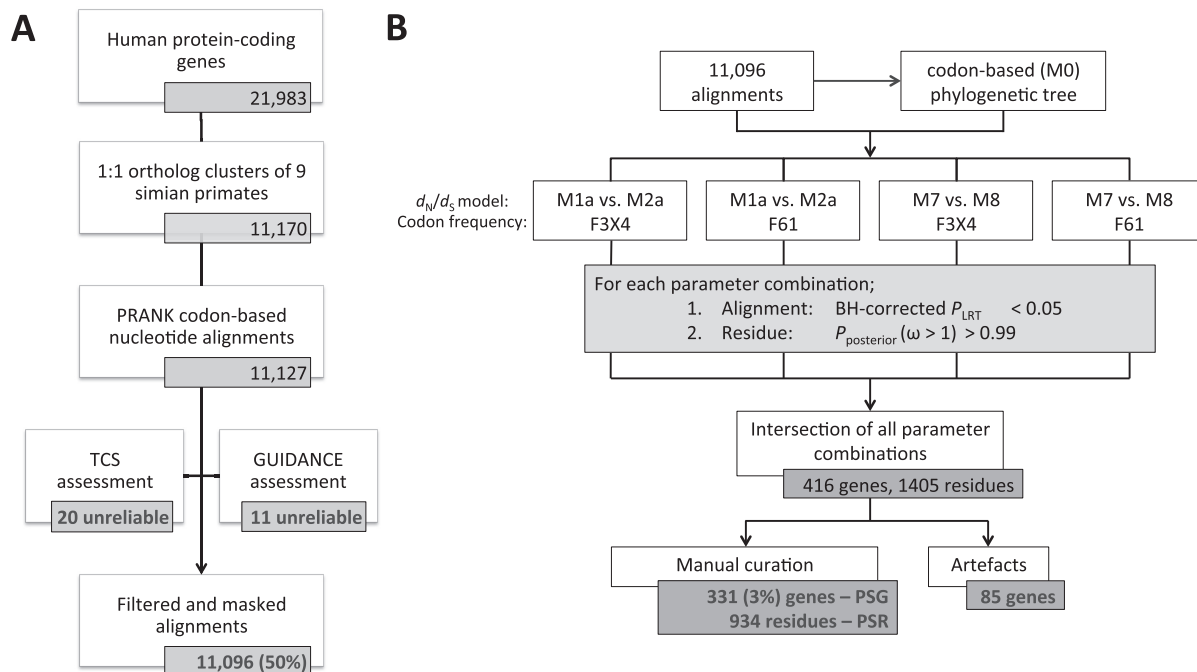 A
Human protein-coding
genes
21,983
1:1 ortholog clusters of 9
simian primates
11,170
PRANK codon-based
nucleotide alignments
11,127
TCS
assessment
20 unreliable
GUIDANCE
assessment
11 unreliable
Filtered and masked
alignments
11,096 (50%)
B
11,096
alignments
codon-based (M0)
phylogenetic tree
dN/dS model:
Codon frequency:
M1a vs. M2a
F3X4
M1a vs. M2a
F61
M7 vs. M8
F3X4
M7 vs. M8
F61
For each parameter combination;
1. Alignment: BH-corrected PLRT < 0.05
2. Residue: Pposterior (ω > 1) > 0.99
Intersection of all parameter
combinations
416 genes, 1405 residues
Manual curation
331 (3%) genes – PSG
934 residues – PSR
Artefacts
85 genes